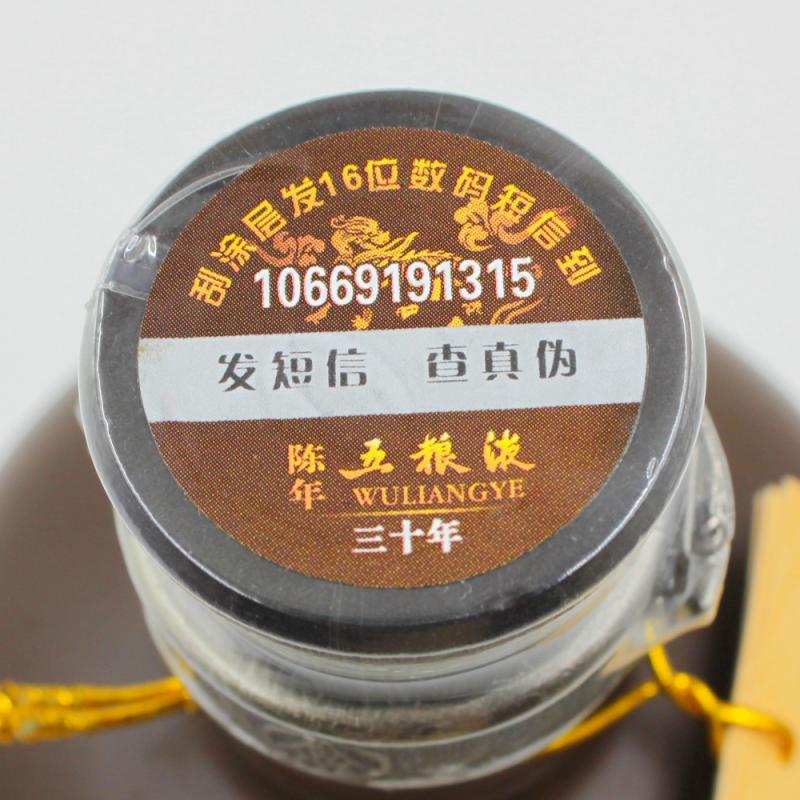 刮涂层发16位数码短信到
10669191315
发短信 查真伪
陈年 五粮液
WULIANGYE
三十年